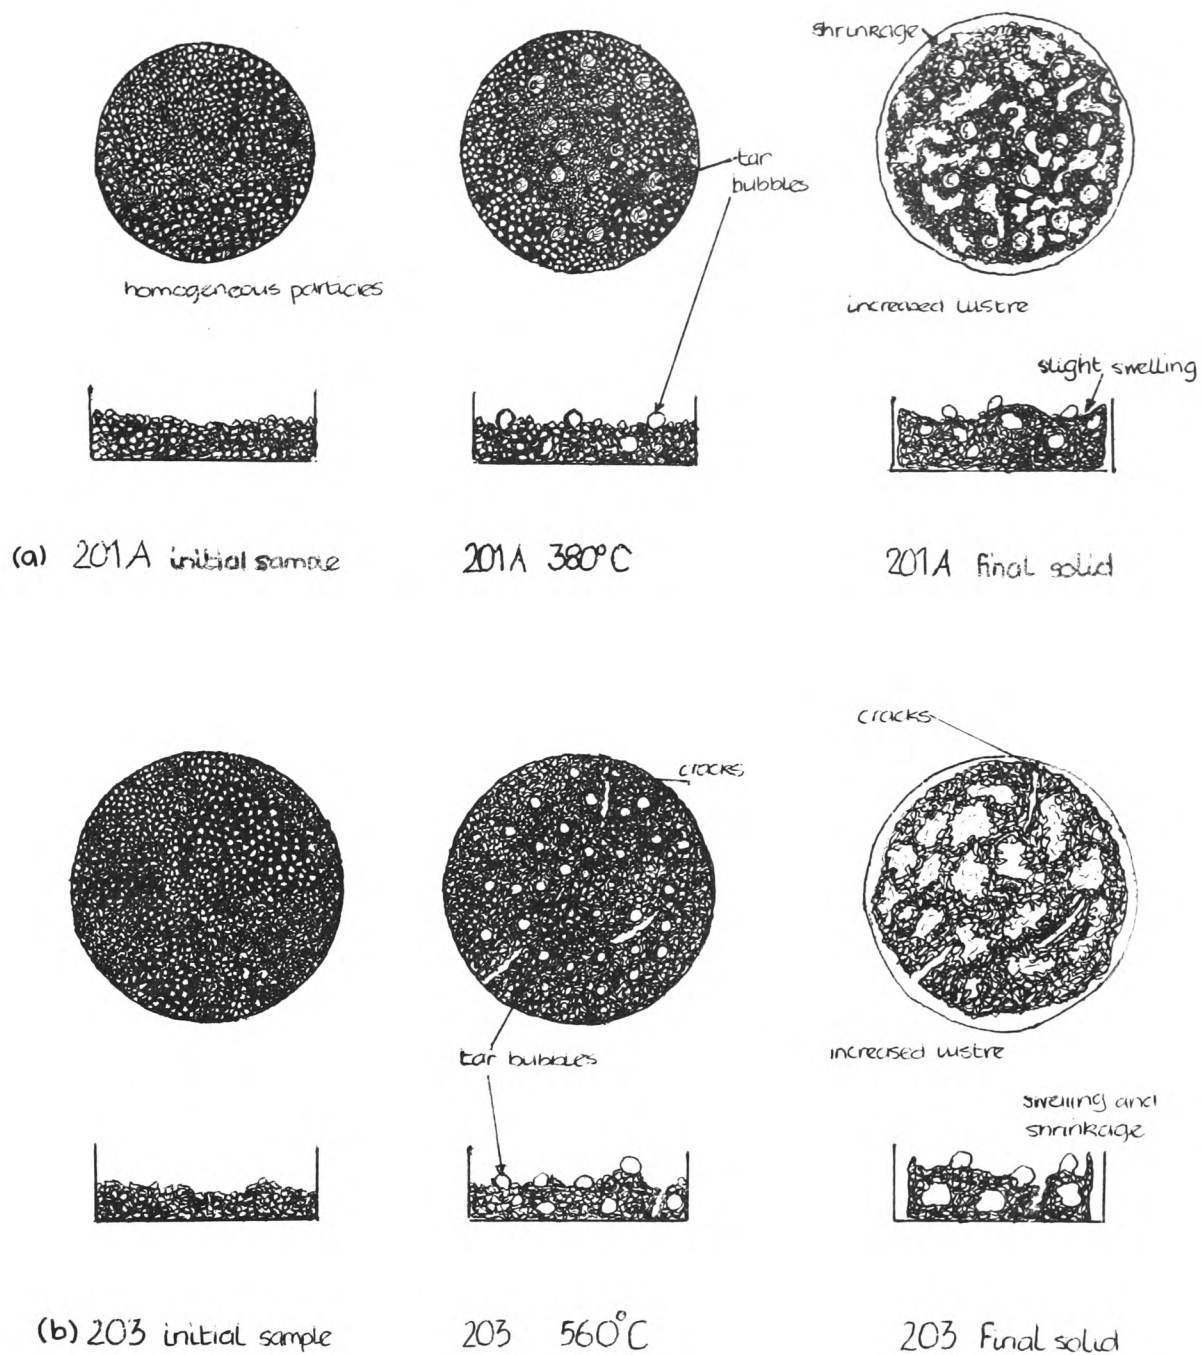 shrinkage
tar
bubbles
homogeneous particles
increased lustre
slight swelling
(a) 201A initial sample
201A 380°C
201A final solid
cracks
cracks
tar bubbles
increased lustre
swelling and
shrinkage
(b) 203 initial sample
203 560°C
203 Final solid